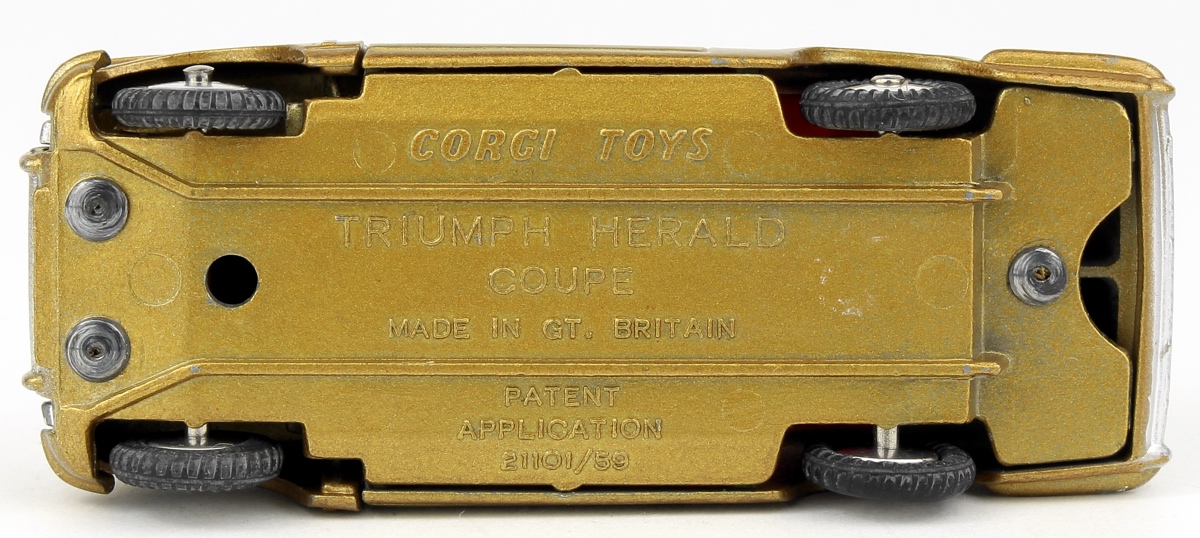 CORGI TOYS
TRIUMPH HERALD
COUPE
MADE IN GT. BRITAIN
PATENT
APPLICATION
21101/59